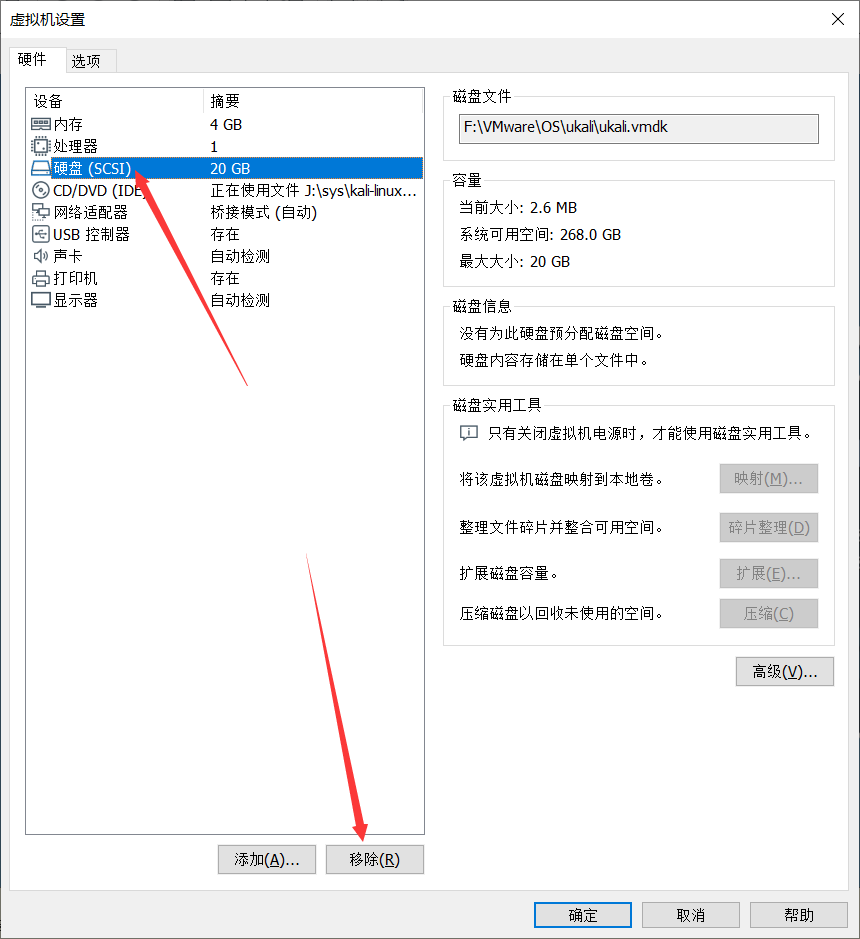 虚拟机设置
硬件
选项
设备 摘要
内存 4 GB
处理器 1
硬盘 (SCSI) 20 GB
CD/DVD (IDE) 正在使用文件 J:\sys\kali-linux...
网络适配器 桥接模式 (自动)
USB 控制器 存在
声卡 自动检测
打印机 存在
显示器 自动检测
添加(A)...
移除(R)
磁盘文件
F:\VMware\OS\ukali\ukali.vmdk
容量
当前大小: 2.6 MB
系统可用空间: 268.0 GB
最大大小: 20 GB
磁盘信息
没有为此硬盘预分配磁盘空间。
硬盘内容存储在单个文件中。
磁盘实用工具
只有关闭虚拟机电源时，才能使用磁盘实用工具。
将该虚拟机磁盘映射到本地卷。 映射(M)...
整理文件碎片并整合可用空间。 碎片整理(D)
扩展磁盘容量。 扩展(E)...
压缩磁盘以回收未使用的空间。 压缩(C)
高级(V)...
确定
取消
帮助